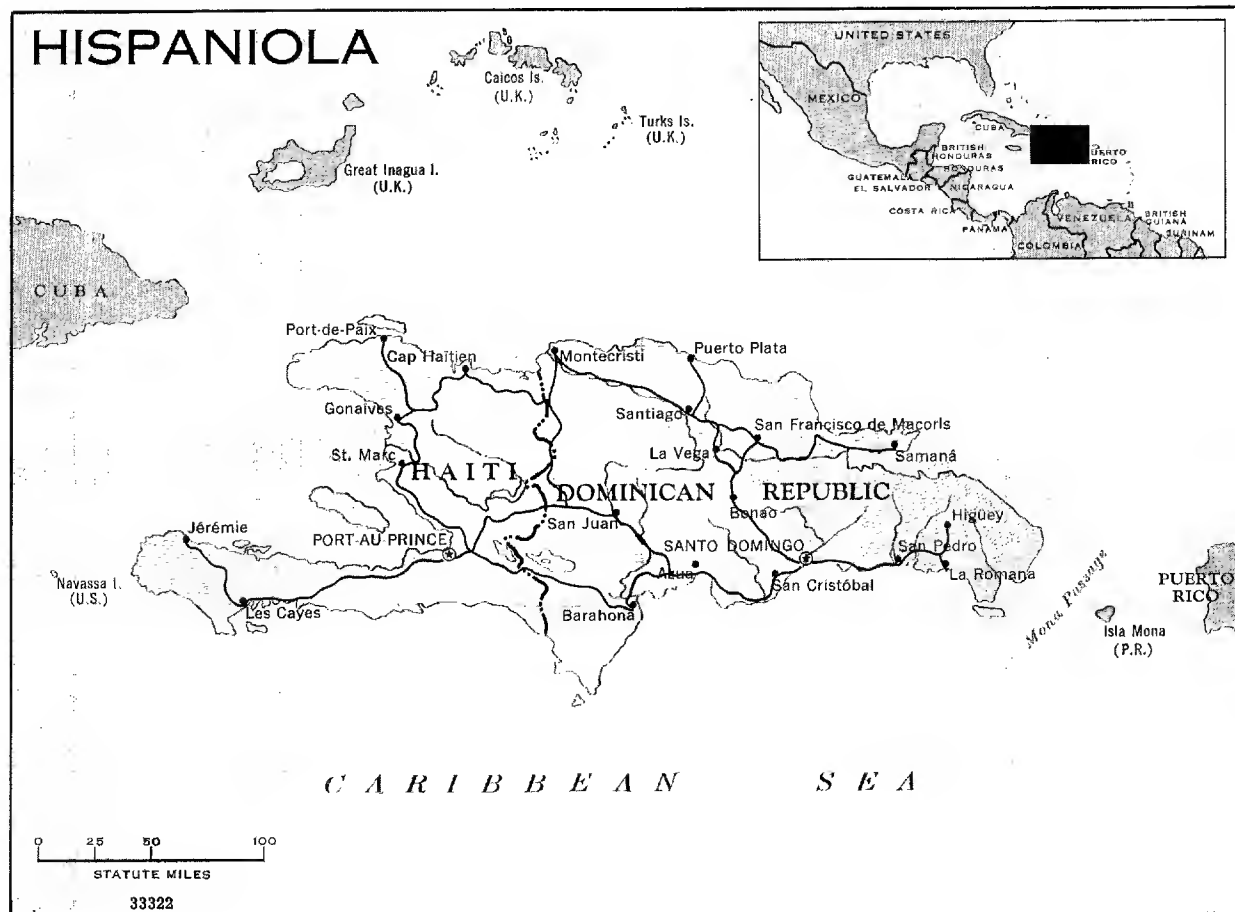 HISPANIOLA
Caicos Is.
(U.K.)
Turks Is.
(U.K.)
Great Inagua I.
(U.K.)
UNITED STATES
MEXICO
CUBA
BRITISH
HONDURAS
HONDURAS
GUATEMALA
EL SALVADOR
NICARAGUA
COSTA RICA
PANAMA
VENEZUELA
COLOMBIA
BRITISH
GUIANA
SURINAM
CUBA
Port-de-Paix
Cap Haïtien
Montecristi
Puerto Plata
Gonaïves
Santiago
San Francisco de Macorís
St. Marc
La Vega
Samaná
HAITI
DOMINICAN REPUBLIC
Bonao
Jérémie
San Juan
Higüey
PORT-AU-PRINCE
SANTO DOMINGO
San Pedro
Azua
La Romana
Navassa I.
(U.S.)
San Cristóbal
Les Cayes
Barahona
Mona Passage
PUERTO
RICO
Isla Mona
(P.R.)
CARIBBEAN SEA
0 25 50 100
STATUTE MILES
33322